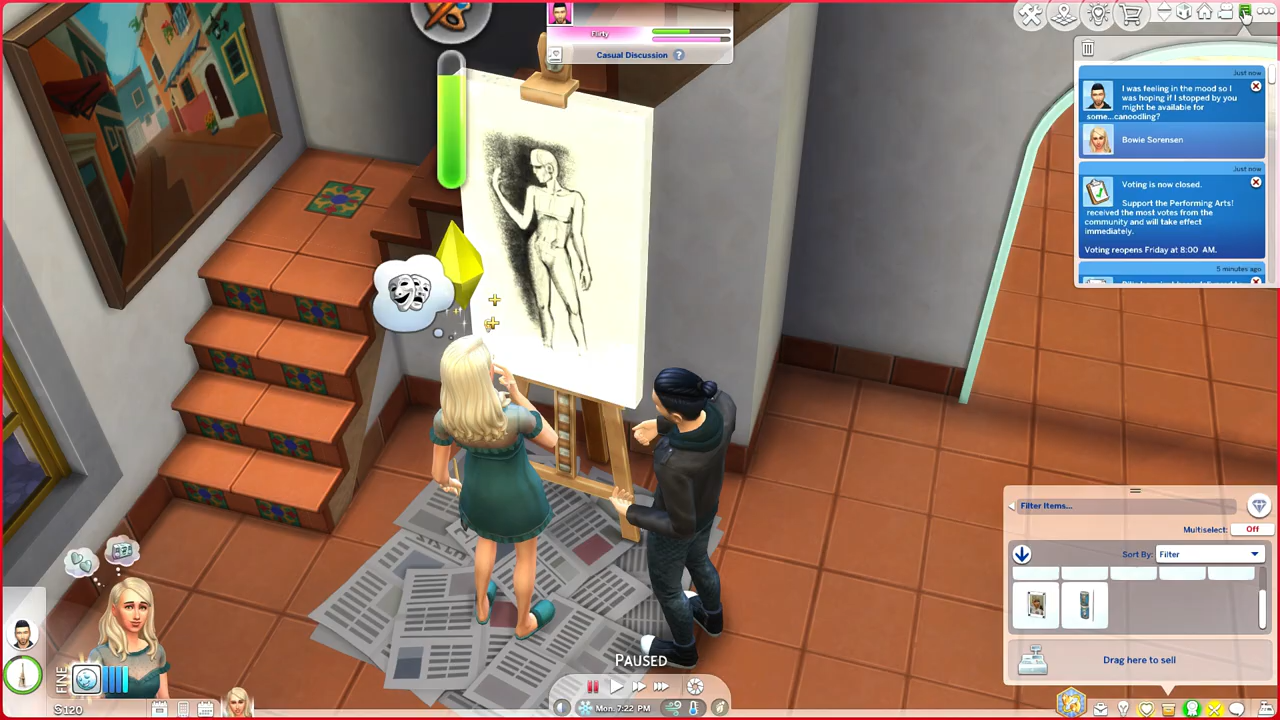 Flirty
Casual Discussion ?
Just now
I was feeling in the mood so I
was hoping if I stopped by you
might be available for
some...canoodling?
Bowie Sorensen
Just now
Voting is now closed.
Support the Performing Arts!
received the most votes from the
community and will take effect
immediately.
Voting reopens Friday at 8:00 AM.
5 minutes ago
Filter Items...
Multiselect: Off
Sort By: Filter
Drag here to sell
PAUSED
FINE
§120
Mon. 7:22 PM